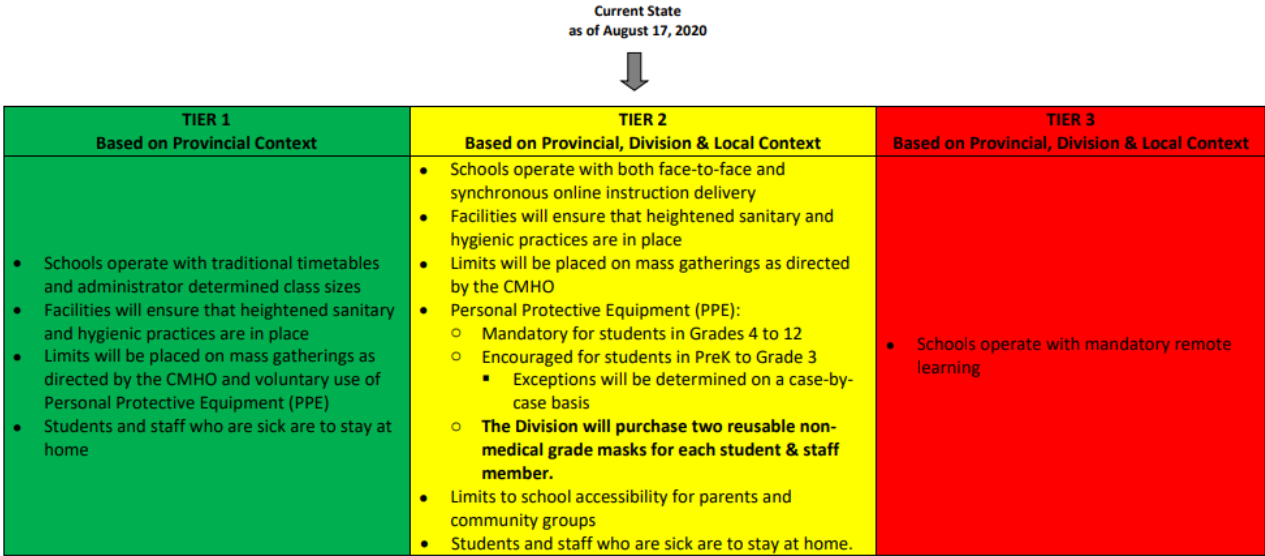 Current State
as of August 17, 2020
TIER 1
Based on Provincial Context
• Schools operate with traditional timetables
and administrator determined class sizes
• Facilities will ensure that heightened sanitary
and hygienic practices are in place
• Limits will be placed on mass gatherings as
directed by the CMHO and voluntary use of
Personal Protective Equipment (PPE)
• Students and staff who are sick are to stay at
home
TIER 2
Based on Provincial, Division & Local Context
• Schools operate with both face-to-face and
synchronous online instruction delivery
• Facilities will ensure that heightened sanitary and
hygienic practices are in place
• Limits will be placed on mass gatherings as directed
by the CMHO
• Personal Protective Equipment (PPE):
o Mandatory for students in Grades 4 to 12
o Encouraged for students in PreK to Grade 3
▪ Exceptions will be determined on a case-by-
case basis
o The Division will purchase two reusable non-
medical grade masks for each student & staff
member.
• Limits to school accessibility for parents and
community groups
• Students and staff who are sick are to stay at home.
TIER 3
Based on Provincial, Division & Local Context
• Schools operate with mandatory remote
learning